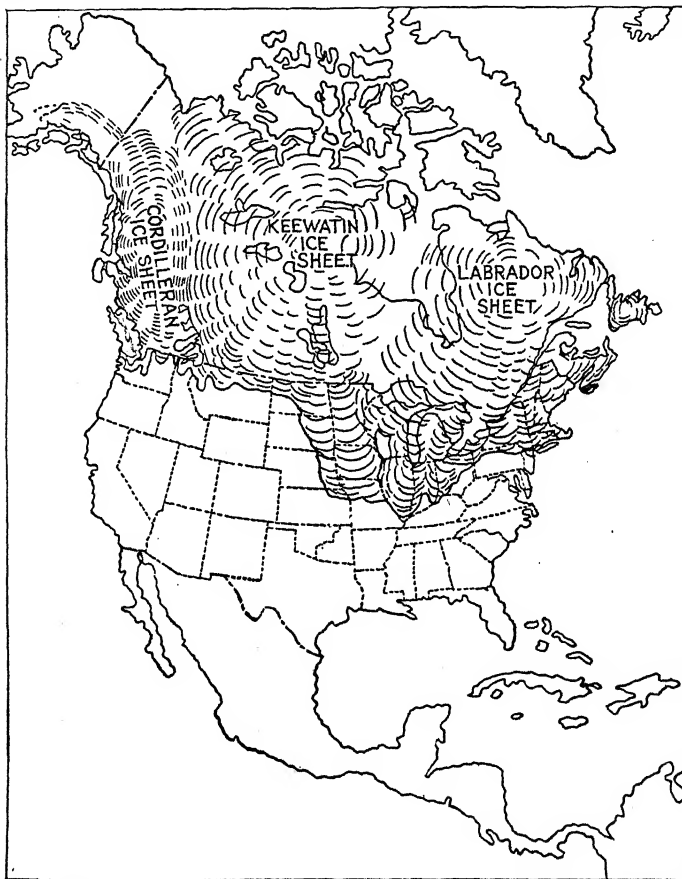 CORDILLERAN
ICE SHEET
KEEWATIN
ICE
SHEET
LABRADOR
ICE
SHEET